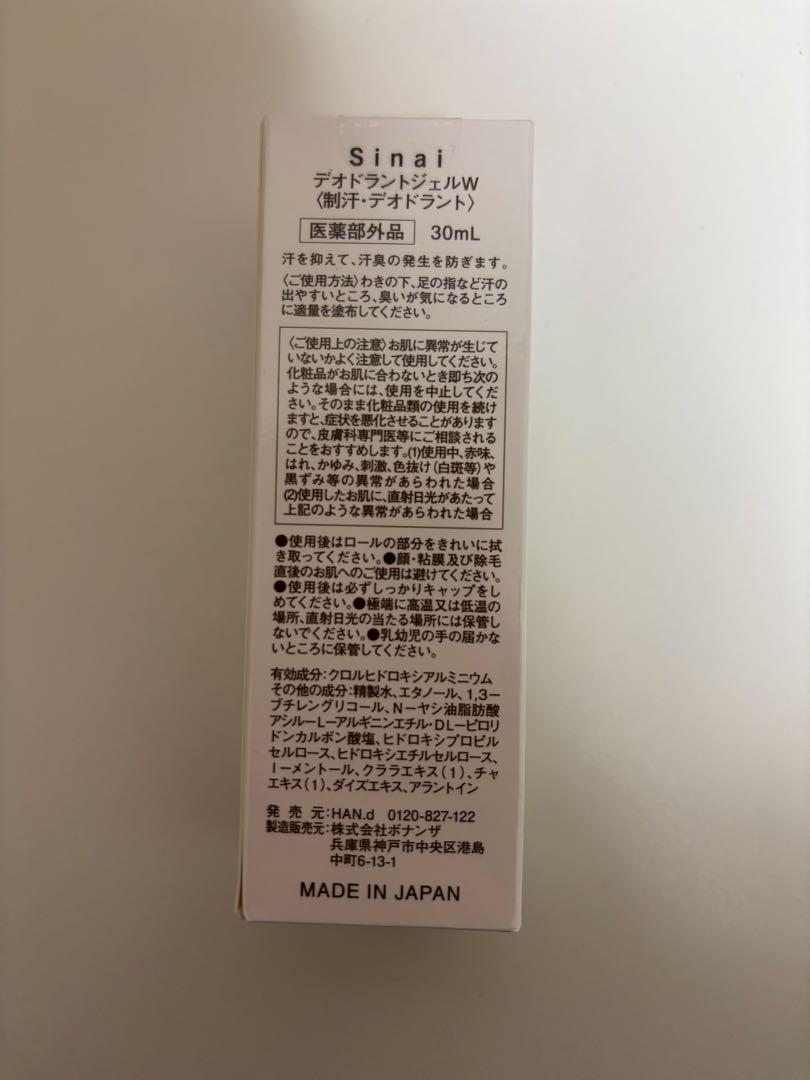 Sinai
デオドラントジェルW
〈制汗・デオドラント〉
医薬部外品 30mL
汗を抑えて、汗臭の発生を防ぎます。
〈ご使用方法〉わきの下、足の指など汗の
出やすいところ、臭いが気になるところ
に適量を塗布してください。
〈ご使用上の注意〉お肌に異常が生じて
いないかよく注意して使用してください。
化粧品がお肌に合わないとき即ち次の
ような場合には、使用を中止してくだ
さい。そのまま化粧品類の使用を続け
ますと、症状を悪化させることがあります
ので、皮膚科専門医等にご相談される
ことをおすすめします。(1)使用中、赤味、
はれ、かゆみ、刺激、色抜け(白斑等)や
黒ずみ等の異常があらわれた場合
(2)使用したお肌に、直射日光があたって
上記のような異常があらわれた場合
●使用後はロールの部分をきれいに拭
き取ってください。●顔・粘膜及び除毛
直後のお肌へのご使用は避けてください。
●使用後は必ずしっかりキャップをし
めてください。●極端に高温又は低温の
場所、直射日光の当たる場所には保管し
ないでください。●乳幼児の手の届かな
いところに保管してください。
有効成分:クロルヒドロキシアルミニウム
その他の成分:精製水、エタノール、1,3ー
ブチレングリコール、Nーヤシ油脂肪酸
アシルーLーアルギニンエチル・DLーピロリ
ドンカルボン酸塩、ヒドロキシプロピル
セルロース、ヒドロキシエチルセルロース、
lーメントール、クララエキス(1)、チャ
エキス(1)、ダイズエキス、アラントイン
発売元:HAN.d 0120-827-122
製造販売元:株式会社ボナンザ
兵庫県神戸市中央区港島
中町6-13-1
MADE IN JAPAN